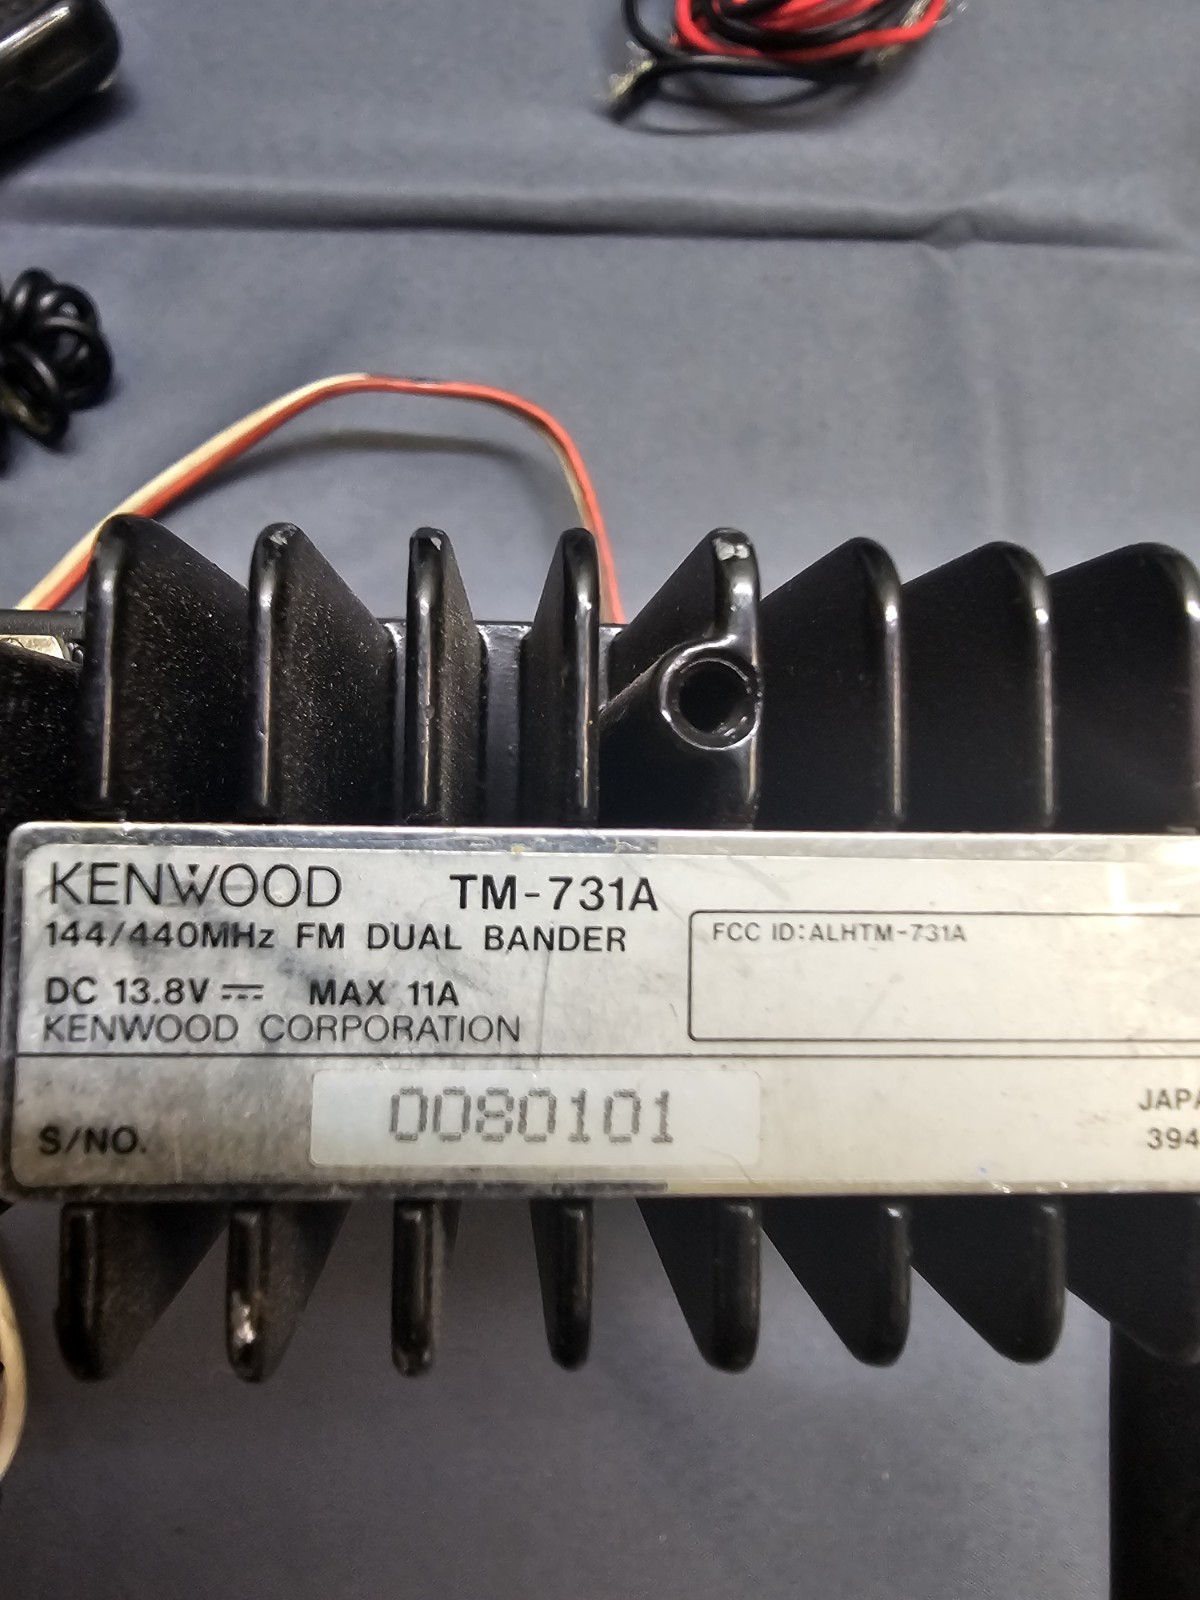 KENWOOD TM-731A
144/440MHz FM DUAL BANDER
FCC ID:ALHTM-731A
DC 13.8V ⎓ MAX 11A
KENWOOD CORPORATION
S/NO. 0080101